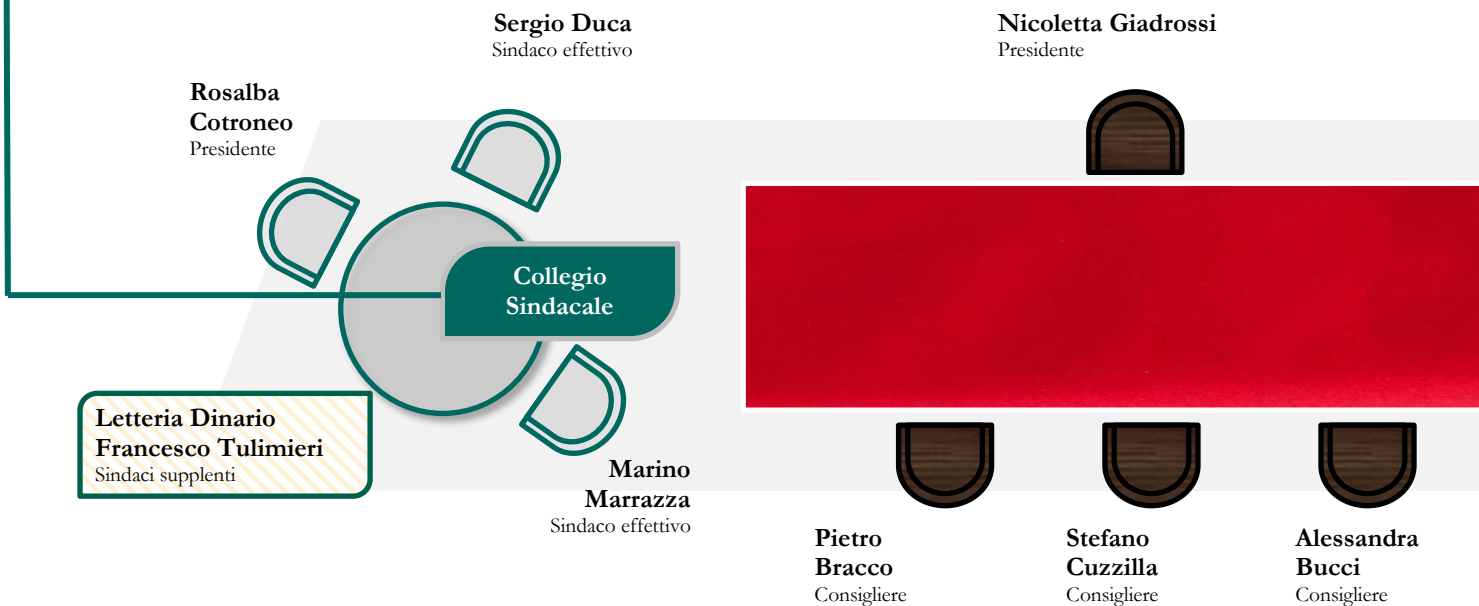 Sergio Duca
Sindaco effettivo
Nicoletta Giadrossi
Presidente
Rosalba
Cotroneo
Presidente
Collegio
Sindacale
Letteria Dinario
Francesco Tulimieri
Sindaci supplenti
Marino
Marrazza
Sindaco effettivo
Pietro
Bracco
Consigliere
Stefano
Cuzzilla
Consigliere
Alessandra
Bucci
Consigliere